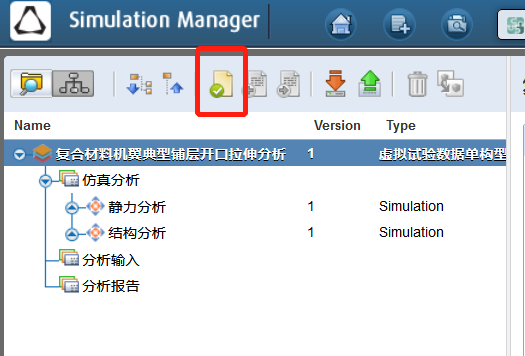 Simulation Manager
Name Version Type
复合材料机翼典型铺层开口拉伸分析 1 虚拟试验数据单构型
仿真分析
静力分析 1 Simulation
结构分析 1 Simulation
分析输入
分析报告